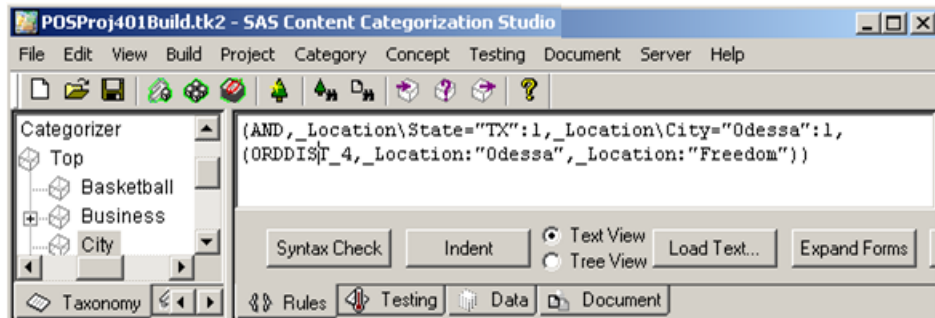 POSProj401Build.tk2 - SAS Content Categorization Studio
File Edit View Build Project Category Concept Testing Document Server Help
Categorizer
Top
Basketball
Business
City
(AND,_Location\State="TX":1,_Location\City="Odessa":1,
(ORDDIST_4,_Location:"Odessa",_Location:"Freedom"))
Syntax Check Indent Text View Tree View Load Text... Expand Forms
Taxonomy Rules Testing Data Document